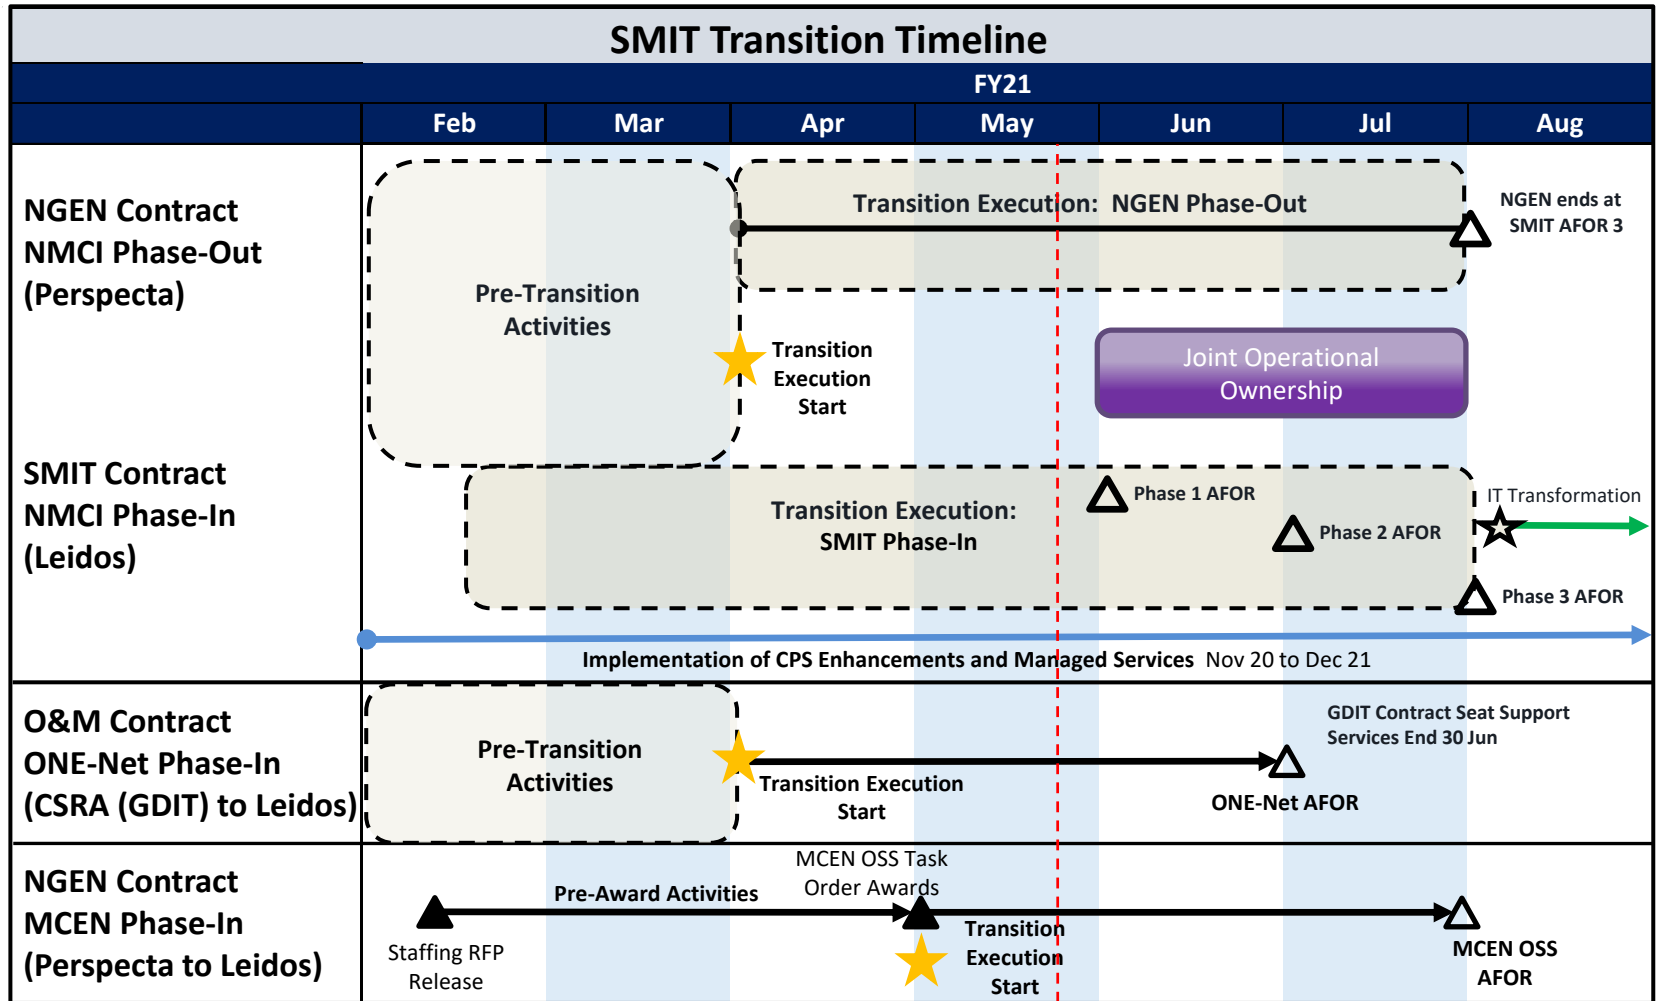 SMIT Transition Timeline
FY21
Feb Mar Apr May Jun Jul Aug
NGEN Contract
NMCI Phase-Out
(Perspecta)
Pre-Transition
Activities
Transition Execution: NGEN Phase-Out
NGEN ends at
SMIT AFOR 3
Transition
Execution
Start
Joint Operational
Ownership
SMIT Contract
NMCI Phase-In
(Leidos)
Transition Execution:
SMIT Phase-In
Phase 1 AFOR
Phase 2 AFOR
Phase 3 AFOR
IT Transformation
Implementation of CPS Enhancements and Managed Services Nov 20 to Dec 21
O&M Contract
ONE-Net Phase-In
(CSRA (GDIT) to Leidos)
Pre-Transition
Activities
Transition Execution
Start
GDIT Contract Seat Support
Services End 30 Jun
ONE-Net AFOR
NGEN Contract
MCEN Phase-In
(Perspecta to Leidos)
Staffing RFP
Release
Pre-Award Activities
MCEN OSS Task
Order Awards
Transition
Execution
Start
MCEN OSS
AFOR